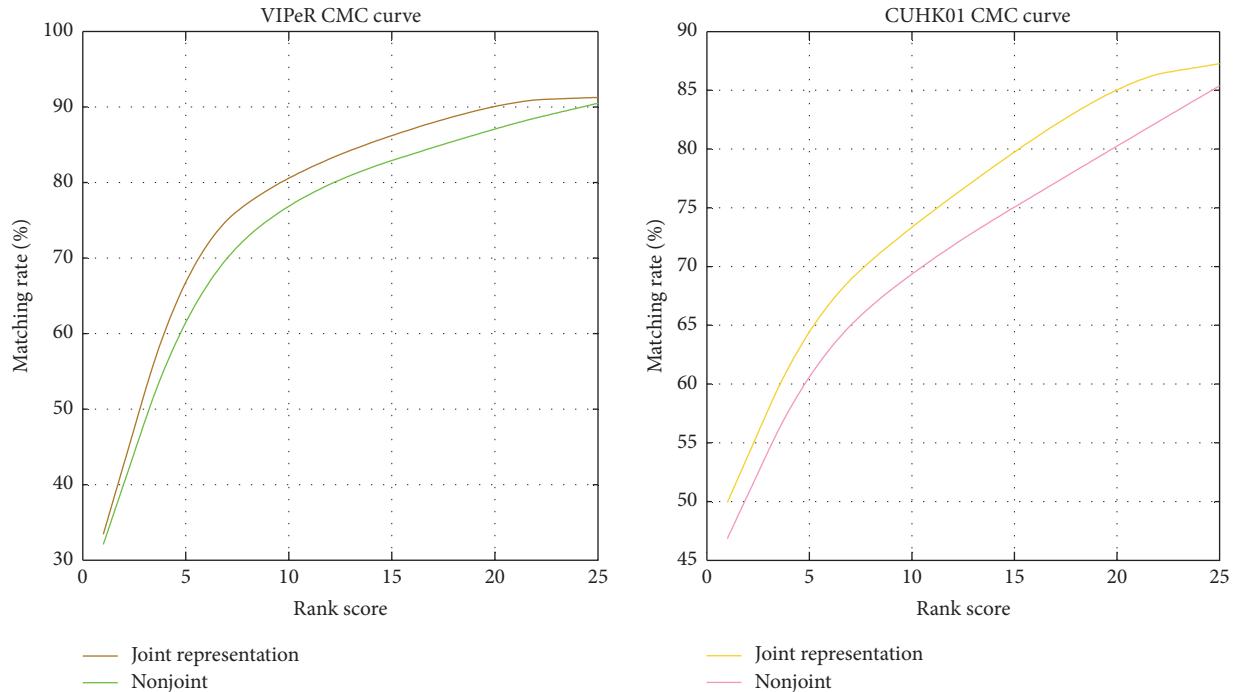 VIPeR CMC curve
100
90
80
70
60
50
40
30
Matching rate (%)
0 5 10 15 20 25
Rank score
Joint representation
Nonjoint
CUHK01 CMC curve
90
85
80
75
70
65
60
55
50
45
Matching rate (%)
0 5 10 15 20 25
Rank score
Joint representation
Nonjoint